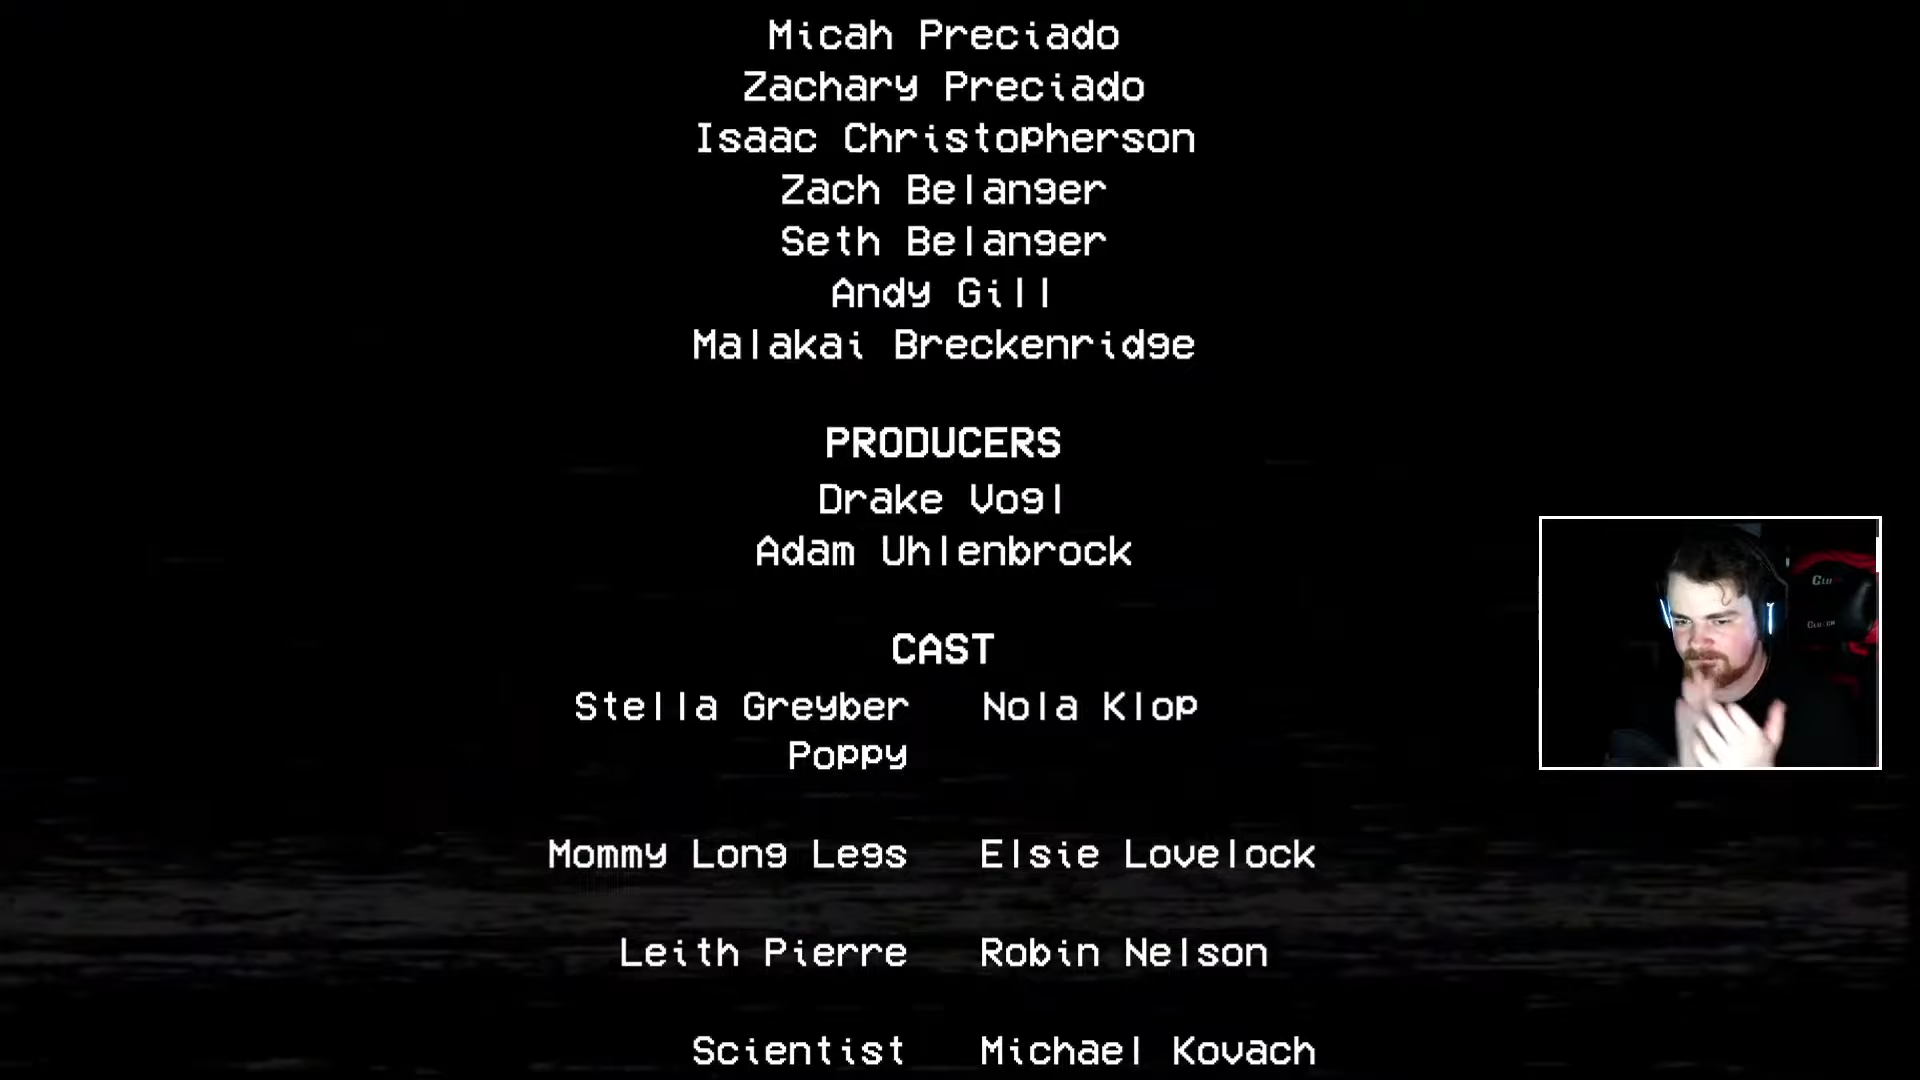 Micah Preciado
Zachary Preciado
Isaac Christopherson
Zach Belanger
Seth Belanger
Andy Gill
Malakai Breckenridge
PRODUCERS
Drake Vogl
Adam Uhlenbrock
CAST
Stella Greyber Nola Klop
Poppy
Mommy Long Legs Elsie Lovelock
Leith Pierre Robin Nelson
Scientist Michael Kovach